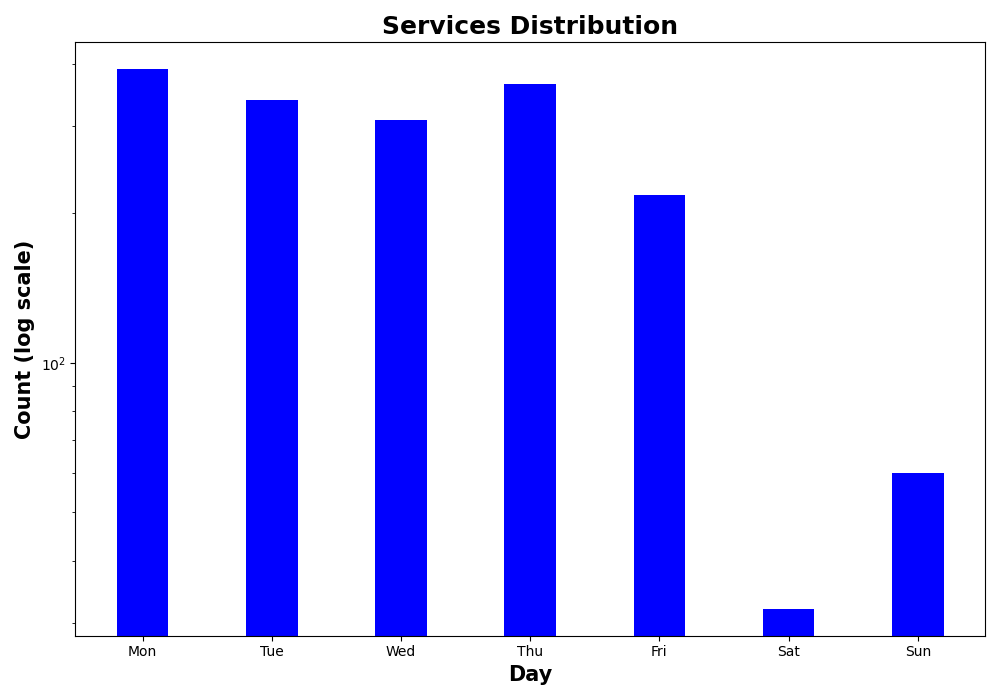 Services Distribution
Count (log scale)
10²
Mon Tue Wed Thu Fri Sat Sun
Day